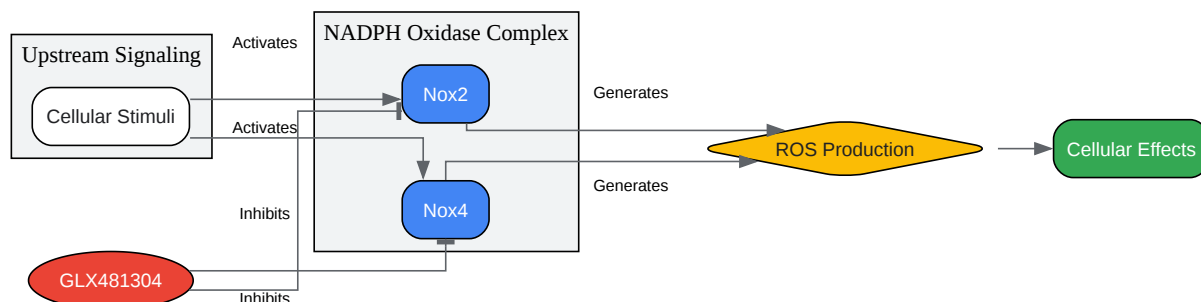 NADPH Oxidase Complex
Activates
Upstream Signaling
Nox2
Generates
Cellular Stimuli
Activates
ROS Production
Cellular Effects
Generates
Nox4
Inhibits
GLX481304
Inhibits